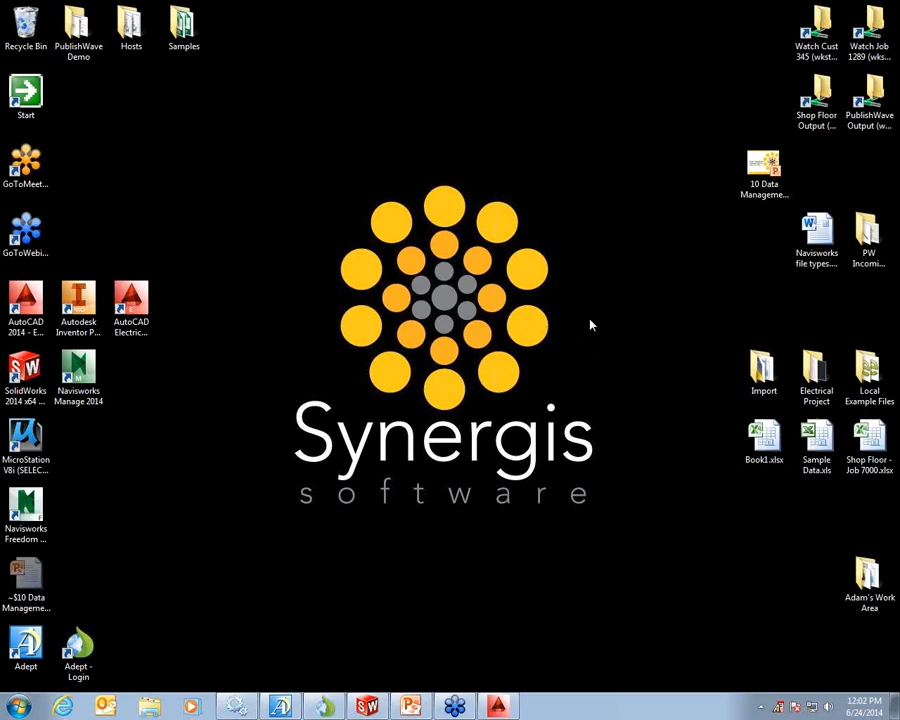 Recycle Bin
PublishWave
Demo
Hosts
Samples
Watch Cust
345 (wkst...
Watch Job
1289 (wks...
Start
Shop Floor
Output (...
PublishWave
Output (w...
GoToMeet...
10 Data
Manageme...
GoToWebi...
Navisworks
file types....
PW
Incomi...
AutoCAD
2014 - E...
Autodesk
Inventor P...
AutoCAD
Electric...
SolidWorks
2014 x64 ...
Navisworks
Manage 2014
Import
Electrical
Project
Local
Example Files
Synergis
software
MicroStation
V8i (SELEC...
Book1.xlsx
Sample
Data.xls
Shop Floor -
Job 7000.xlsx
Navisworks
Freedom ...
~$10 Data
Manageme...
Adam's Work
Area
Adept
Adept -
Login
12:02 PM
6/24/2014